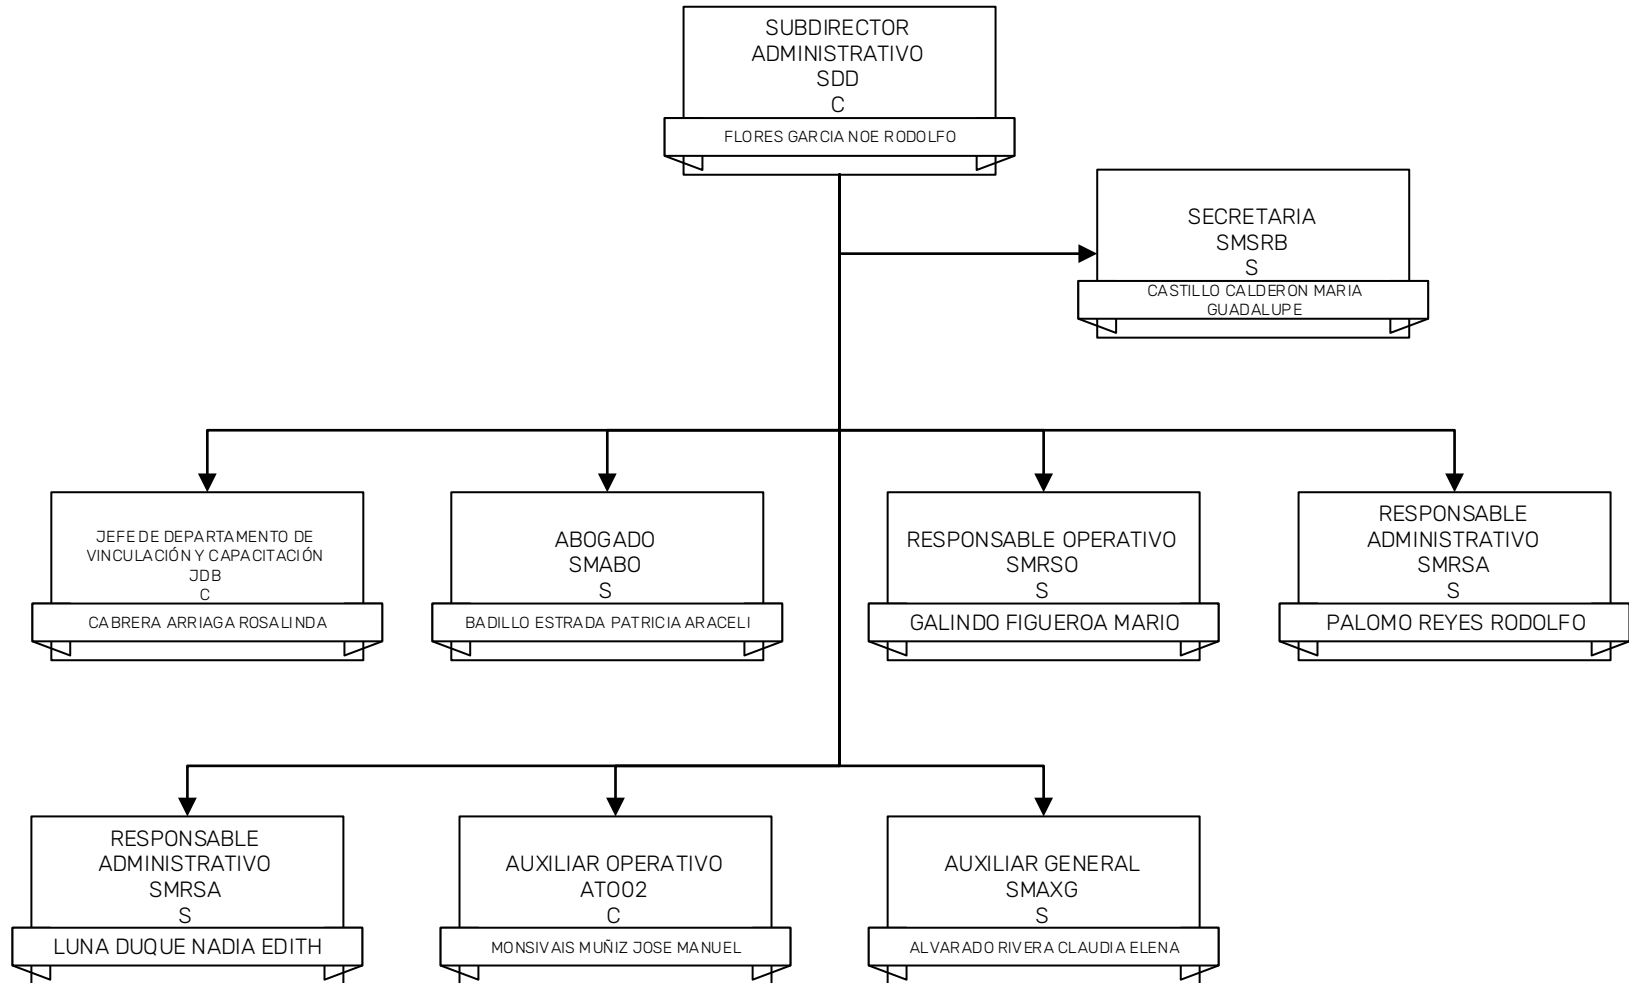 SUBDIRECTOR
ADMINISTRATIVO
SDD
C
FLORES GARCIA NOE RODOLFO
SECRETARIA
SMSRB
S
CASTILLO CALDERON MARIA
GUADALUPE
JEFE DE DEPARTAMENTO DE
VINCULACIÓN Y CAPACITACIÓN
JDB
C
CABRERA ARRIAGA ROSALINDA
ABOGADO
SMABO
S
BADILLO ESTRADA PATRICIA ARACELI
RESPONSABLE OPERATIVO
SMRSO
S
GALINDO FIGUEROA MARIO
RESPONSABLE
ADMINISTRATIVO
SMRSA
S
PALOMO REYES RODOLFO
RESPONSABLE
ADMINISTRATIVO
SMRSA
S
LUNA DUQUE NADIA EDITH
AUXILIAR OPERATIVO
ATO02
C
MONSIVAIS MUÑIZ JOSE MANUEL
AUXILIAR GENERAL
SMAXG
S
ALVARADO RIVERA CLAUDIA ELENA